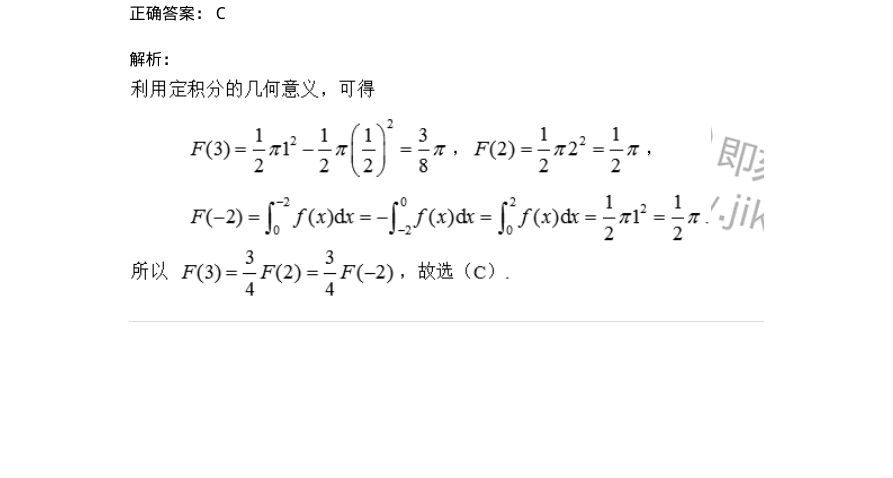 正确答案: C
解析:
利用定积分的几何意义，可得
F(3)= 1/2 π1² − 1/2 π(1/2)² = 3/8 π ，F(2)= 1/2 π2² = 1/2 π ，
F(−2)= ∫₀⁻² f(x)dx = −∫₋₂⁰ f(x)dx = ∫₀² f(x)dx = 1/2 π1² = 1/2 π .
所以 F(3)= 3/4 F(2)= 3/4 F(−2) ，故选（C）.
.jik